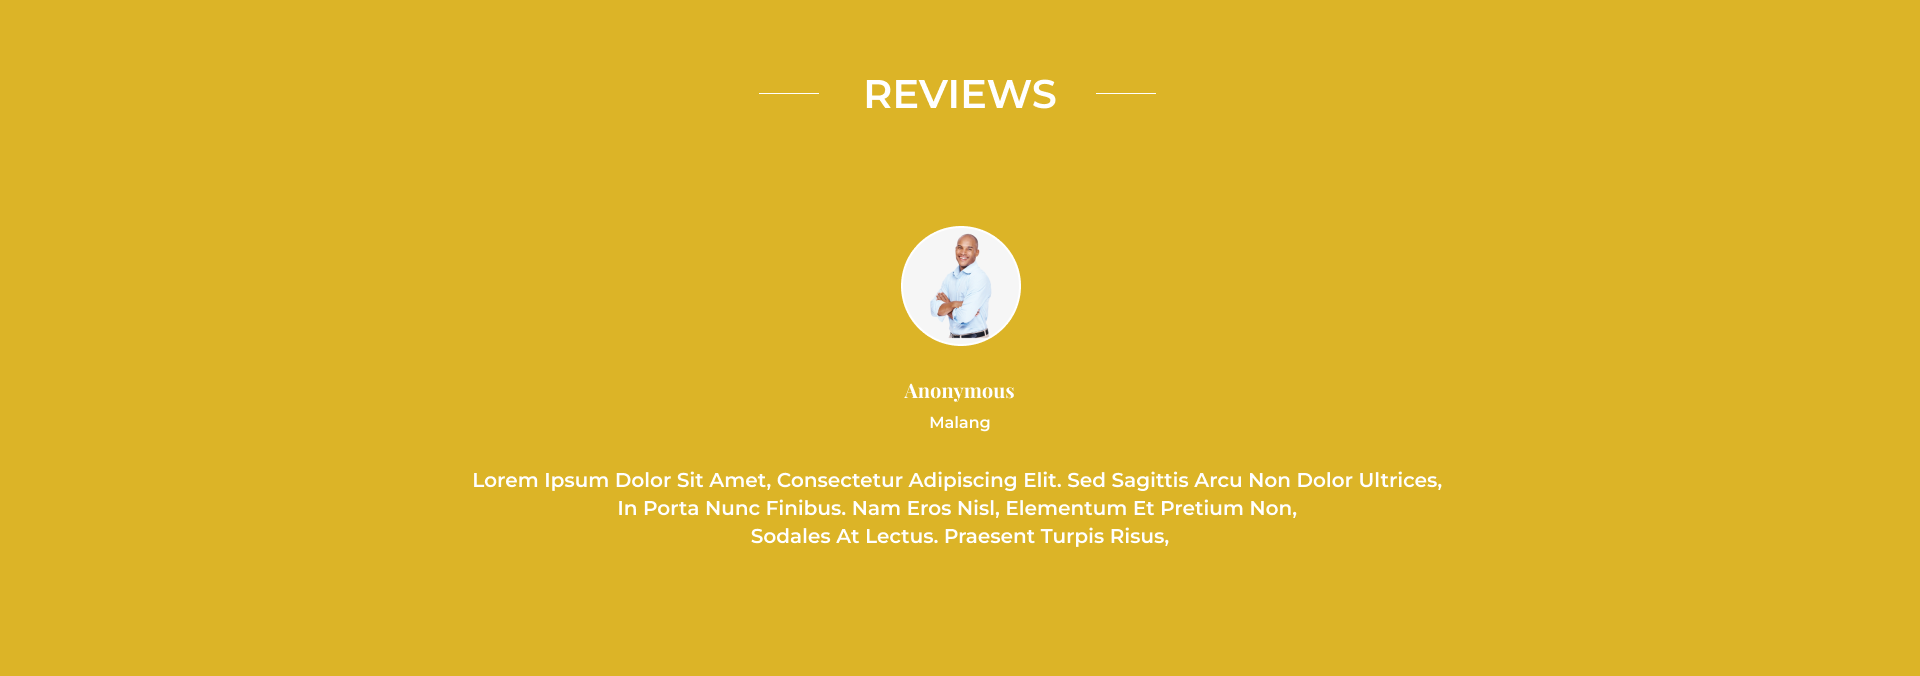 REVIEWS
Anonymous
Malang
Lorem Ipsum Dolor Sit Amet, Consectetur Adipiscing Elit. Sed Sagittis Arcu Non Dolor Ultrices,
In Porta Nunc Finibus. Nam Eros Nisl, Elementum Et Pretium Non,
Sodales At Lectus. Praesent Turpis Risus,